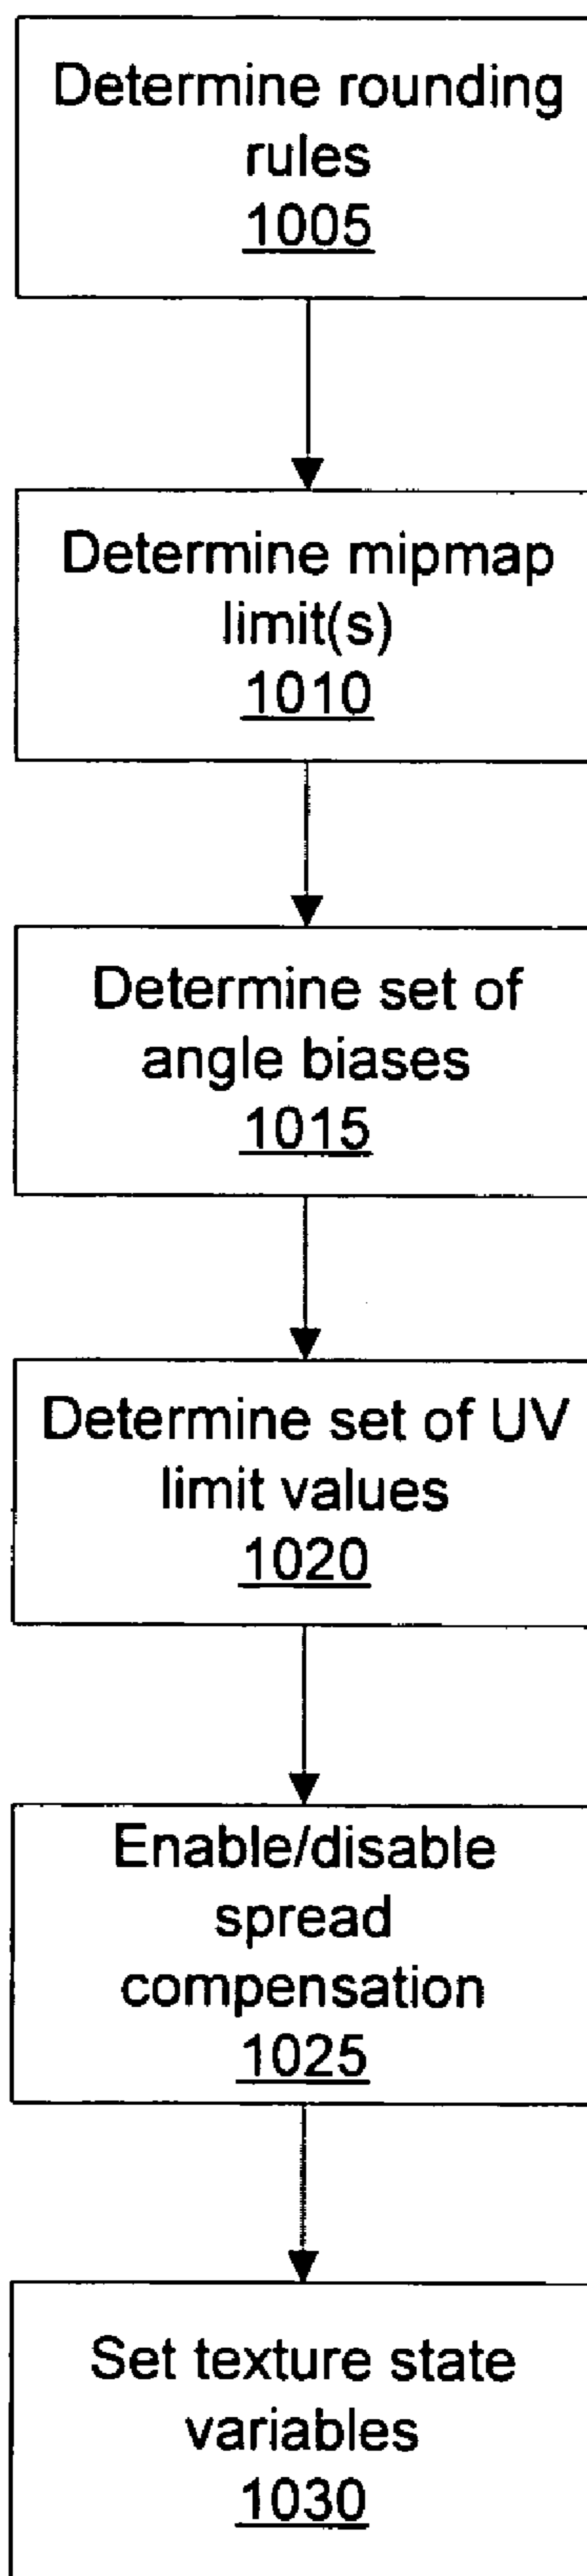 Determine rounding
rules
1005
Determine mipmap
limit(s)
1010
Determine set of
angle biases
1015
Determine set of UV
limit values
1020
Enable/disable
spread
compensation
1025
Set texture state
variables
1030